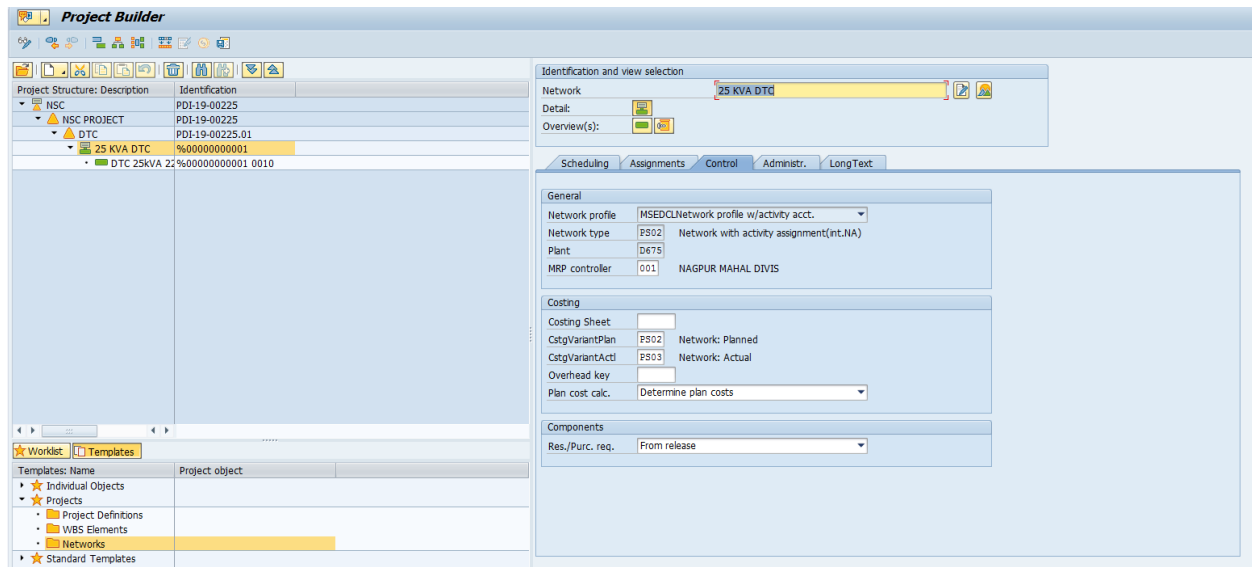 Project Builder
Project Structure: Description Identification
NSC PDI-19-00225
NSC PROJECT PDI-19-00225
DTC PDI-19-00225.01
25 KVA DTC %00000000001
DTC 25kVA 22 %00000000001 0010
Worklist Templates
Templates: Name Project object
Individual Objects
Projects
Project Definitions
WBS Elements
Networks
Standard Templates
Identification and view selection
Network 25 KVA DTC
Detail:
Overview(s):
Scheduling Assignments Control Administr. LongText
General
Network profile MSEDCLNetwork profile w/activity acct.
Network type PS02 Network with activity assignment(int.NA)
Plant D675
MRP controller 001 NAGPUR MAHAL DIVIS
Costing
Costing Sheet
CstgVariantPlan PS02 Network: Planned
CstgVariantActl PS03 Network: Actual
Overhead key
Plan cost calc. Determine plan costs
Components
Res./Purc. req. From release